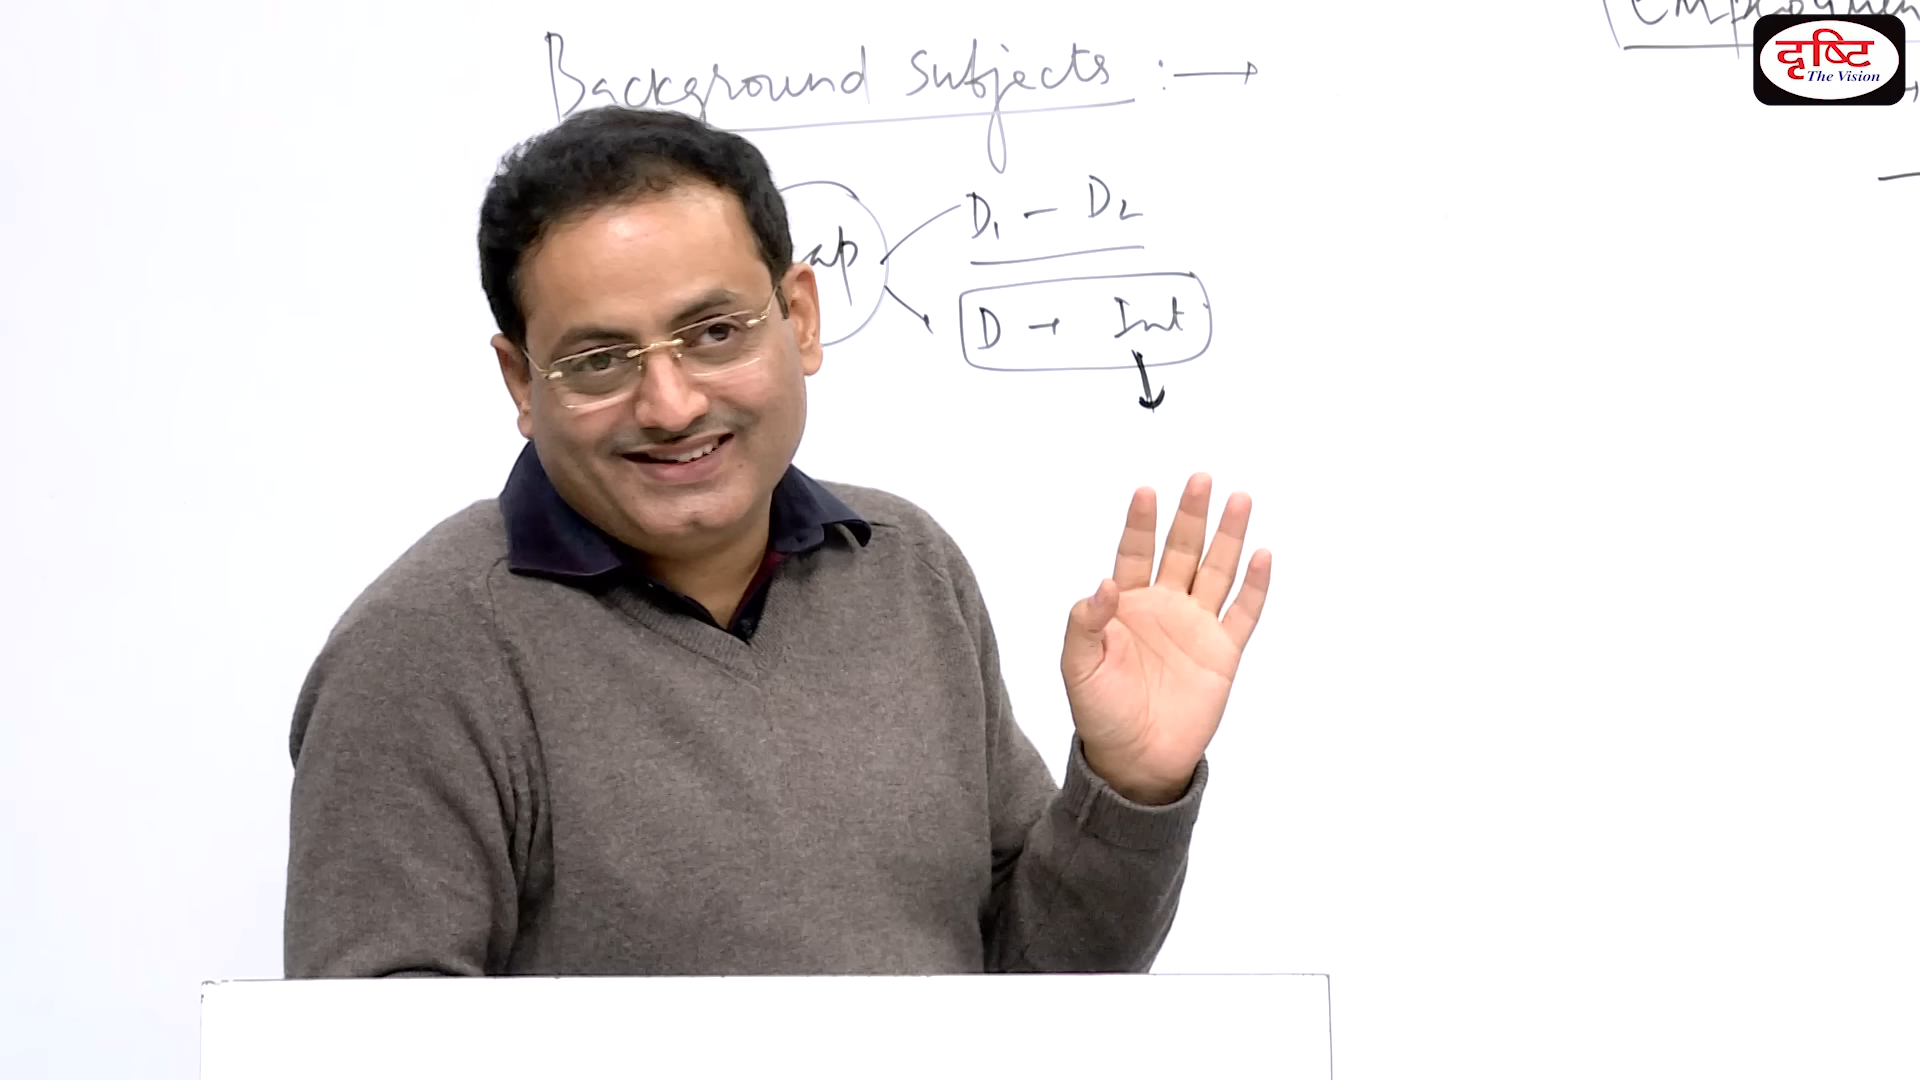 Background Subjects :→
दृष्टि
The Vision
D₁ - D₂
D → Int